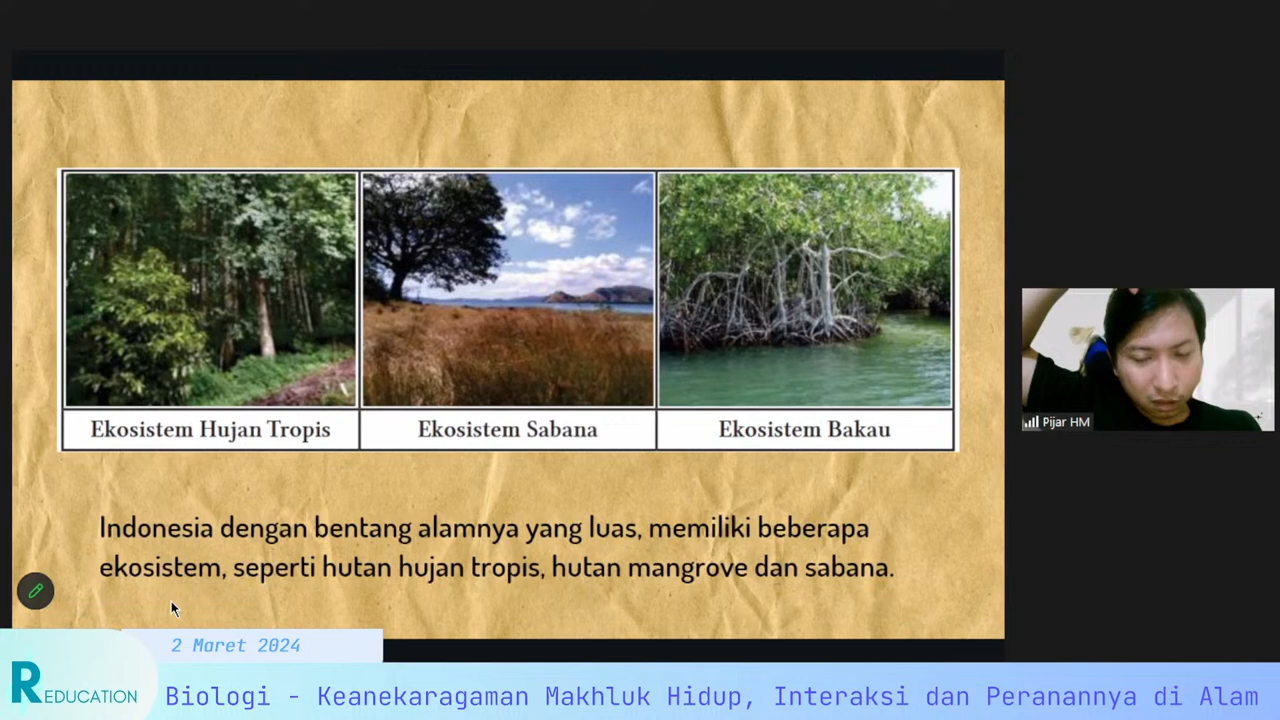 Ekosistem Hujan Tropis
Ekosistem Sabana
Ekosistem Bakau
Indonesia dengan bentang alamnya yang luas, memiliki beberapa
ekosistem, seperti hutan hujan tropis, hutan mangrove dan sabana.
Pijar HM
2 Maret 2024
REDUCATION
Biologi - Keanekaragaman Makhluk Hidup, Interaksi dan Peranannya di Alam